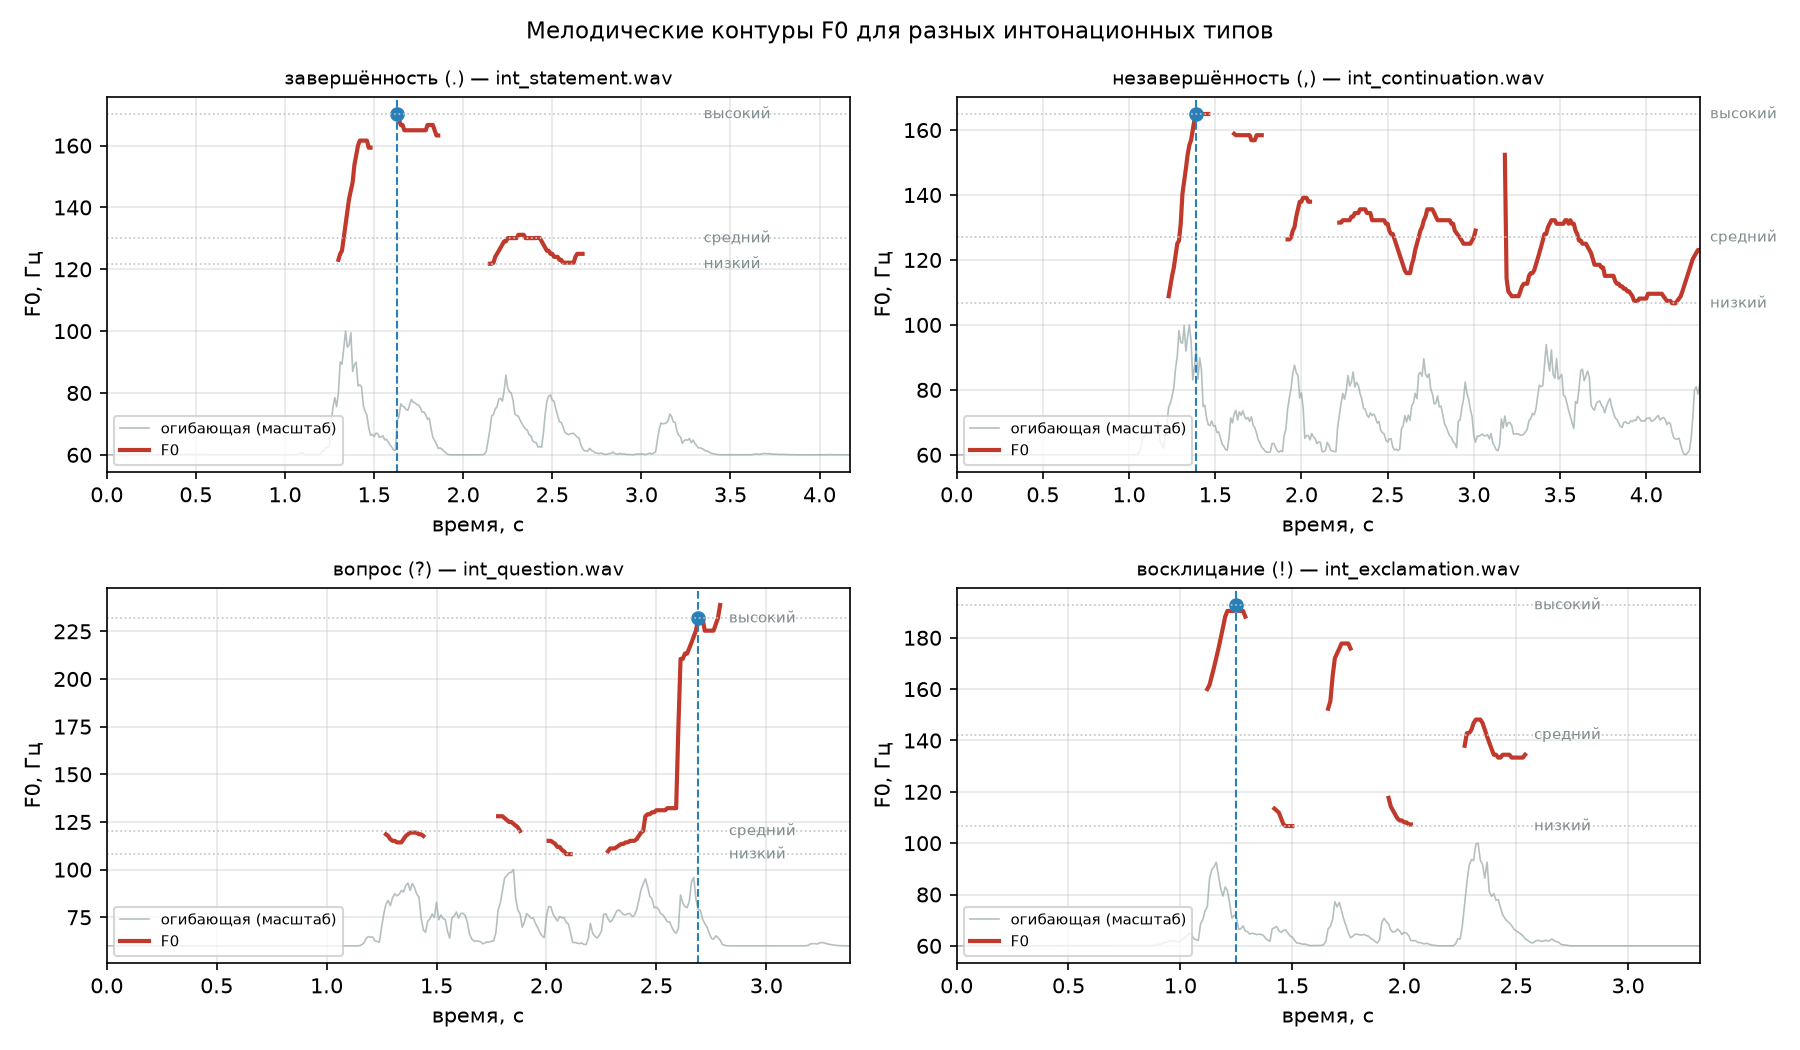 Мелодические контуры F0 для разных интонационных типов
завершённость (.) — int_statement.wav
F0, Гц
160
140
120
100
80
60
высокий
средний
низкий
огибающая (масштаб)
F0
0.0 0.5 1.0 1.5 2.0 2.5 3.0 3.5 4.0
время, с
незавершённость (,) — int_continuation.wav
F0, Гц
160
140
120
100
80
60
высокий
средний
низкий
огибающая (масштаб)
F0
0.0 0.5 1.0 1.5 2.0 2.5 3.0 3.5 4.0
время, с
вопрос (?) — int_question.wav
F0, Гц
225
200
175
150
125
100
75
высокий
средний
низкий
огибающая (масштаб)
F0
0.0 0.5 1.0 1.5 2.0 2.5 3.0
время, с
восклицание (!) — int_exclamation.wav
F0, Гц
180
160
140
120
100
80
60
высокий
средний
низкий
огибающая (масштаб)
F0
0.0 0.5 1.0 1.5 2.0 2.5 3.0
время, с